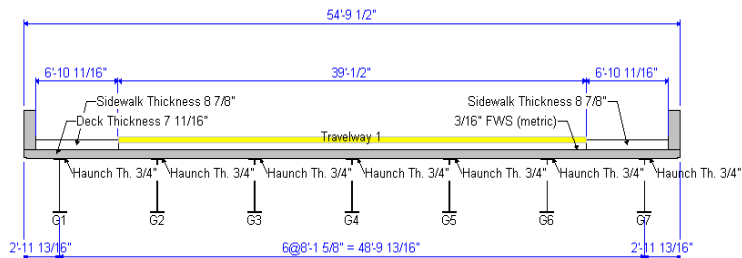 54'-9 1/2"
6'-10 11/16" 39'-1/2" 6'-10 11/16"
Sidewalk Thickness 8 7/8" Sidewalk Thickness 8 7/8"
Deck Thickness 7 11/16" 3/16" FWS (metric)
Travelway 1
Haunch Th. 3/4" Haunch Th. 3/4" Haunch Th. 3/4" Haunch Th. 3/4" Haunch Th. 3/4" Haunch Th. 3/4" Haunch Th. 3/4"
G1 G2 G3 G4 G5 G6 G7
2'-11 13/16" 6@8'-1 5/8" = 48'-9 13/16" 2'-11 13/16"